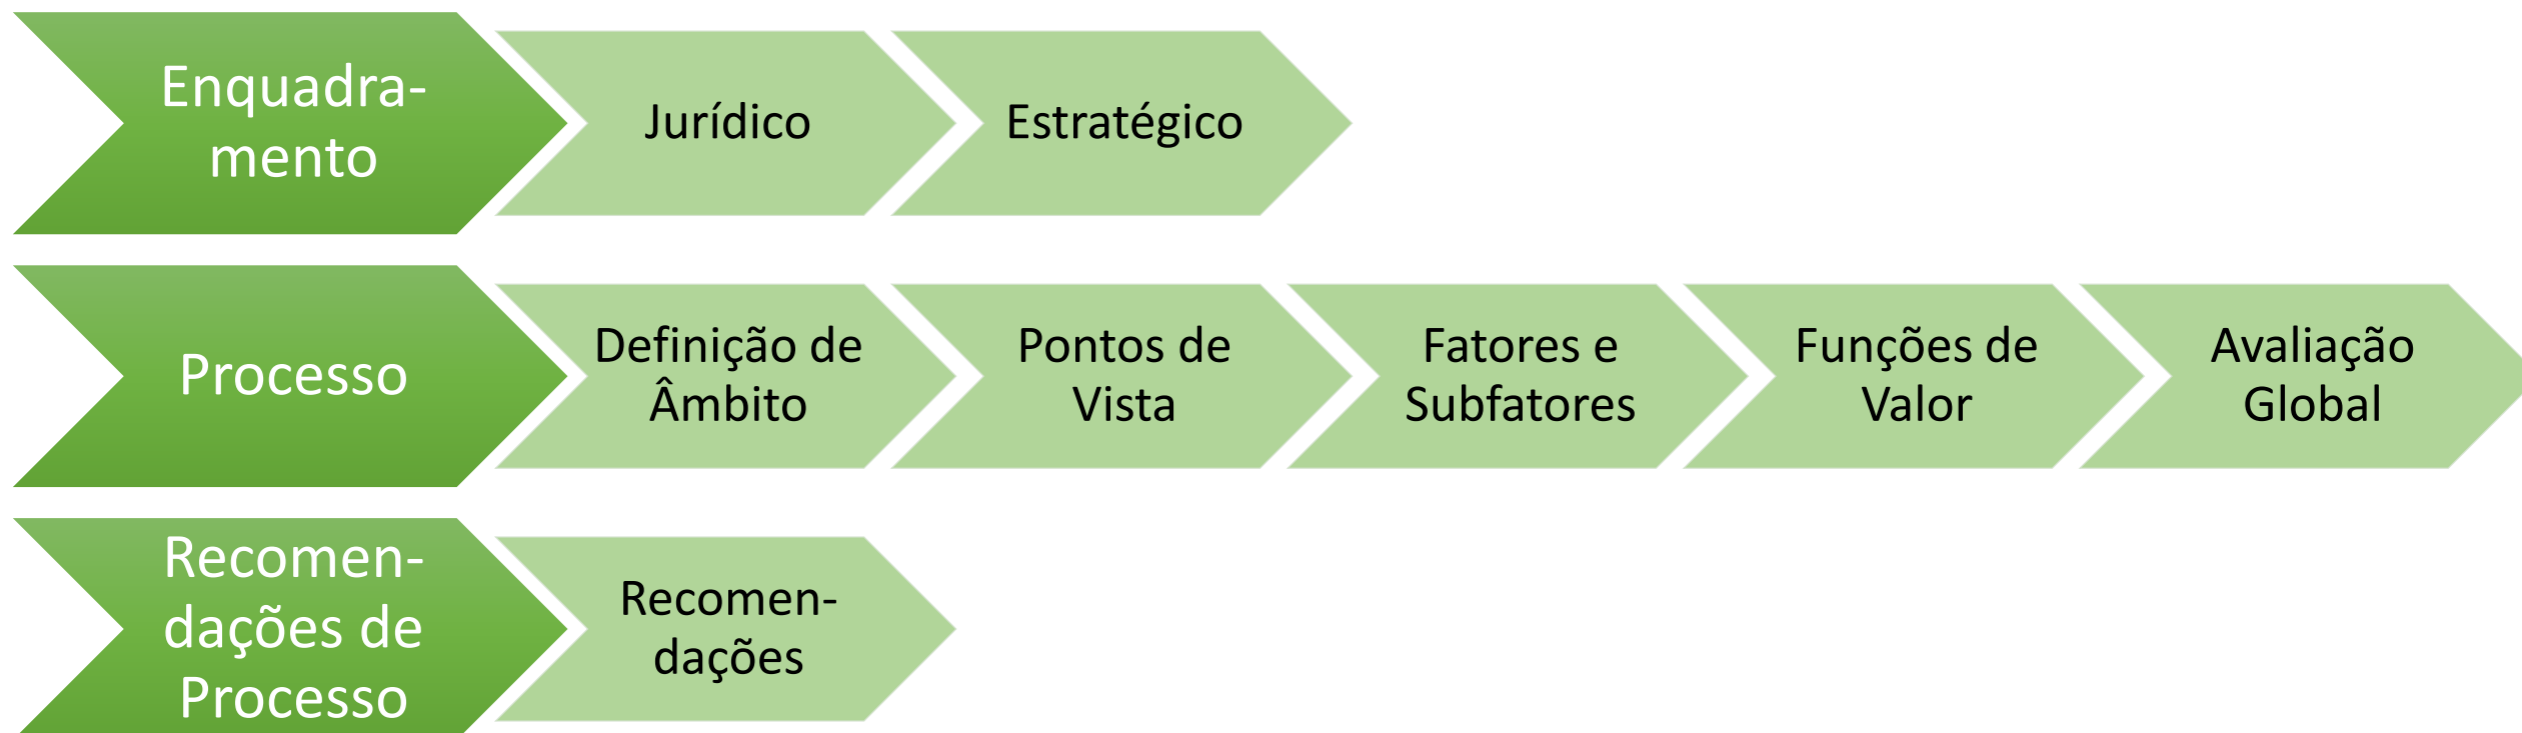 Enquadra-
mento
Jurídico
Estratégico
Processo
Definição de
Âmbito
Pontos de
Vista
Fatores e
Subfatores
Funções de
Valor
Avaliação
Global
Recomen-
dações de
Processo
Recomen-
dações